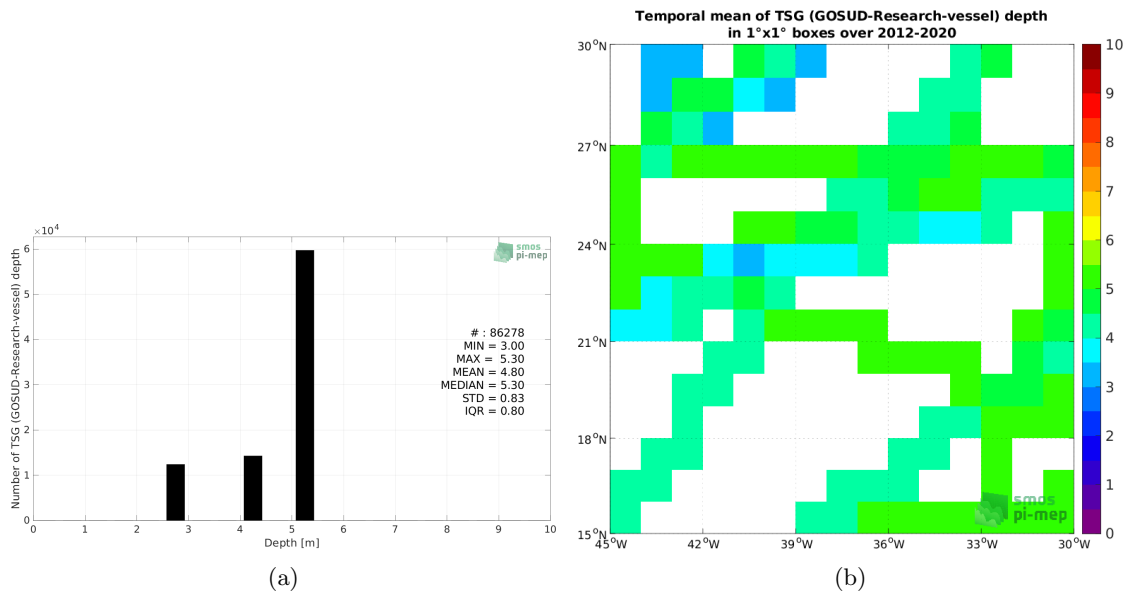 ×10⁴
6
5
4
3
2
1
0
Number of TSG (GOSUD-Research-vessel) depth
smos
pi-mep
# : 86278
MIN = 3.00
MAX = 5.30
MEAN = 4.80
MEDIAN = 5.30
STD = 0.83
IQR = 0.80
0 1 2 3 4 5 6 7 8 9 10
Depth [m]
(a)
Temporal mean of TSG (GOSUD-Research-vessel) depth
in 1°x1° boxes over 2012-2020
30°N
27°N
24°N
21°N
18°N
15°N
45°W 42°W 39°W 36°W 33°W 30°W
smos
pi-mep
10
9
8
7
6
5
4
3
2
1
0
(b)